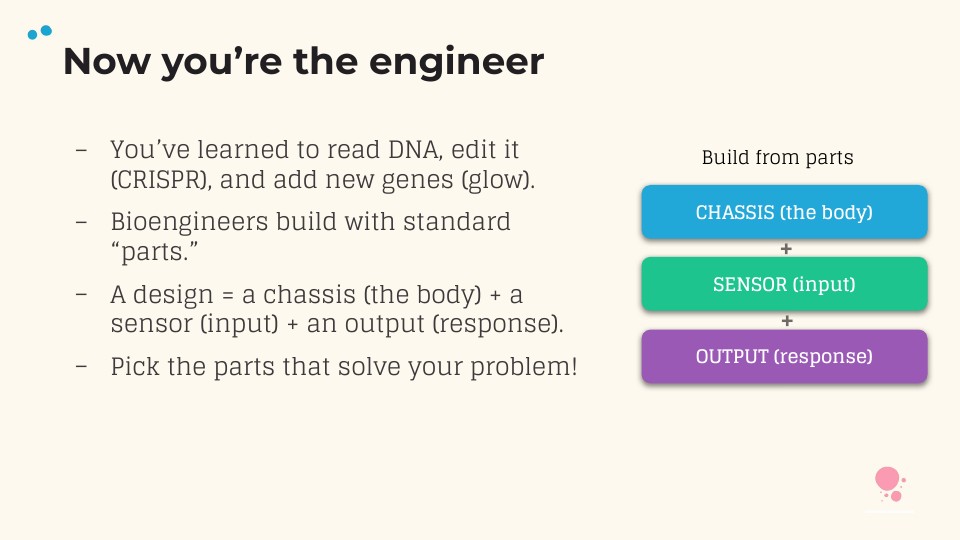 Now you’re the engineer
– You’ve learned to read DNA, edit it
(CRISPR), and add new genes (glow).
– Bioengineers build with standard
“parts.”
– A design = a chassis (the body) + a
sensor (input) + an output (response).
– Pick the parts that solve your problem!
Build from parts
CHASSIS (the body)
+
SENSOR (input)
+
OUTPUT (response)